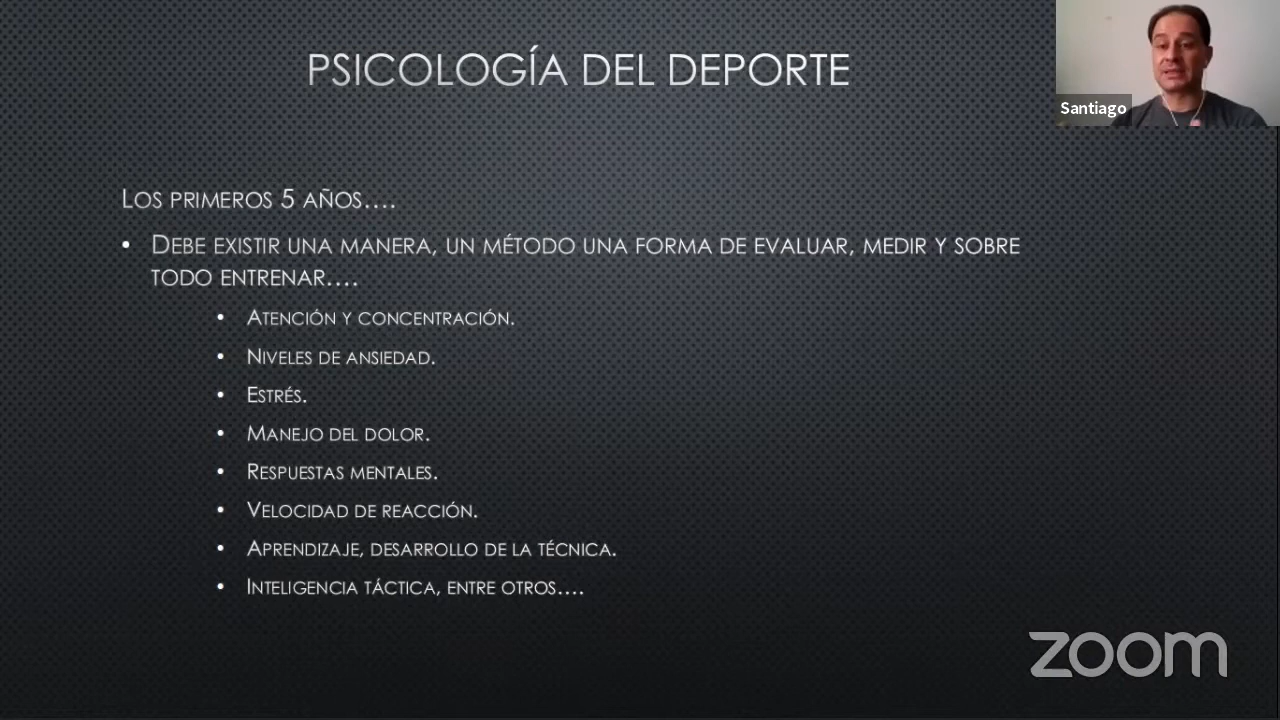 PSICOLOGÍA DEL DEPORTE
Santiago
LOS PRIMEROS 5 AÑOS....
• DEBE EXISTIR UNA MANERA, UN MÉTODO UNA FORMA DE EVALUAR, MEDIR Y SOBRE
TODO ENTRENAR....
• ATENCIÓN Y CONCENTRACIÓN.
• NIVELES DE ANSIEDAD.
• ESTRÉS.
• MANEJO DEL DOLOR.
• RESPUESTAS MENTALES.
• VELOCIDAD DE REACCIÓN.
• APRENDIZAJE, DESARROLLO DE LA TÉCNICA.
• INTELIGENCIA TÁCTICA, ENTRE OTROS....
zoom